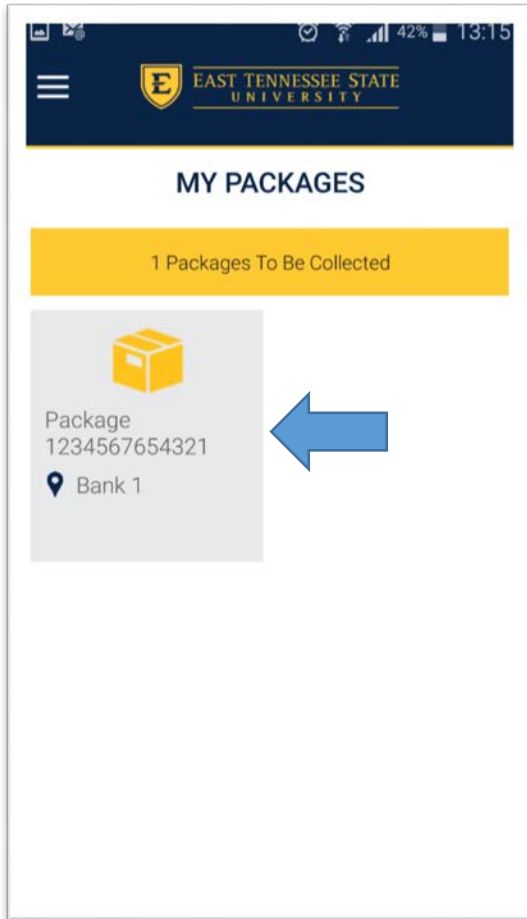 42% 13:15
E EAST TENNESSEE STATE
UNIVERSITY
MY PACKAGES
1 Packages To Be Collected
Package
1234567654321
Bank 1